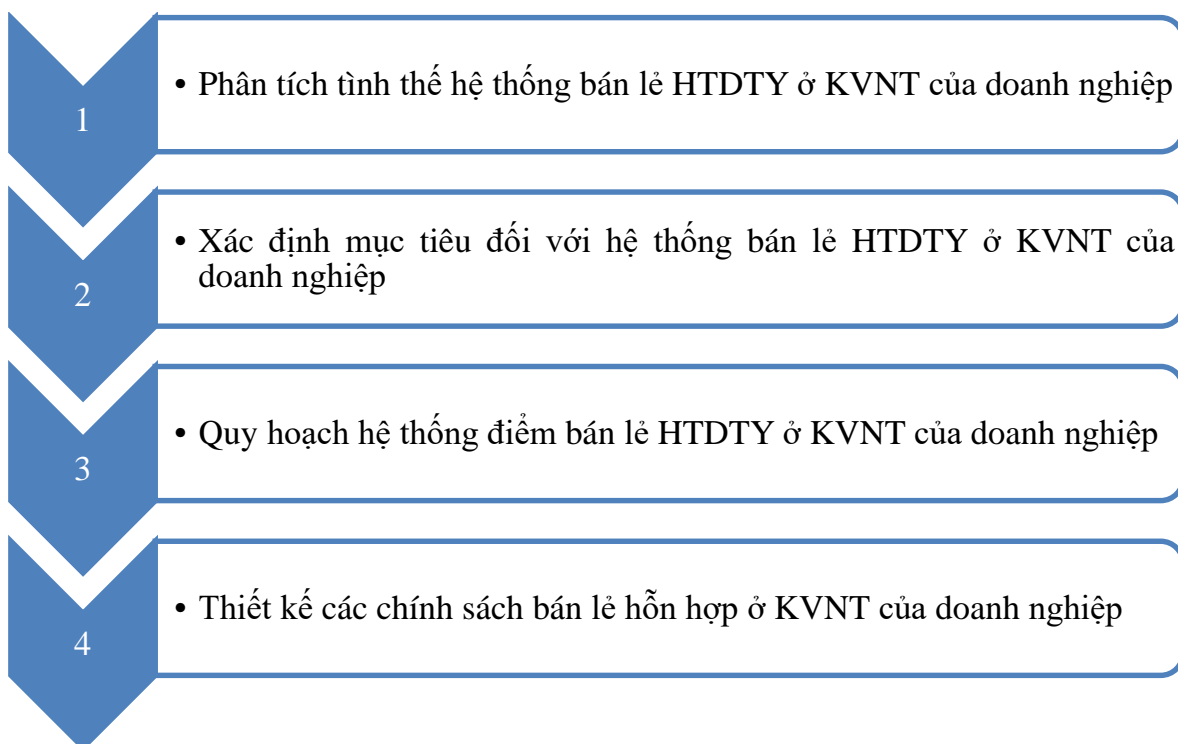 1
• Phân tích tình thế hệ thống bán lẻ HTDTY ở KVNT của doanh nghiệp
2
• Xác định mục tiêu đối với hệ thống bán lẻ HTDTY ở KVNT của
doanh nghiệp
3
• Quy hoạch hệ thống điểm bán lẻ HTDTY ở KVNT của doanh nghiệp
4
• Thiết kế các chính sách bán lẻ hỗn hợp ở KVNT của doanh nghiệp